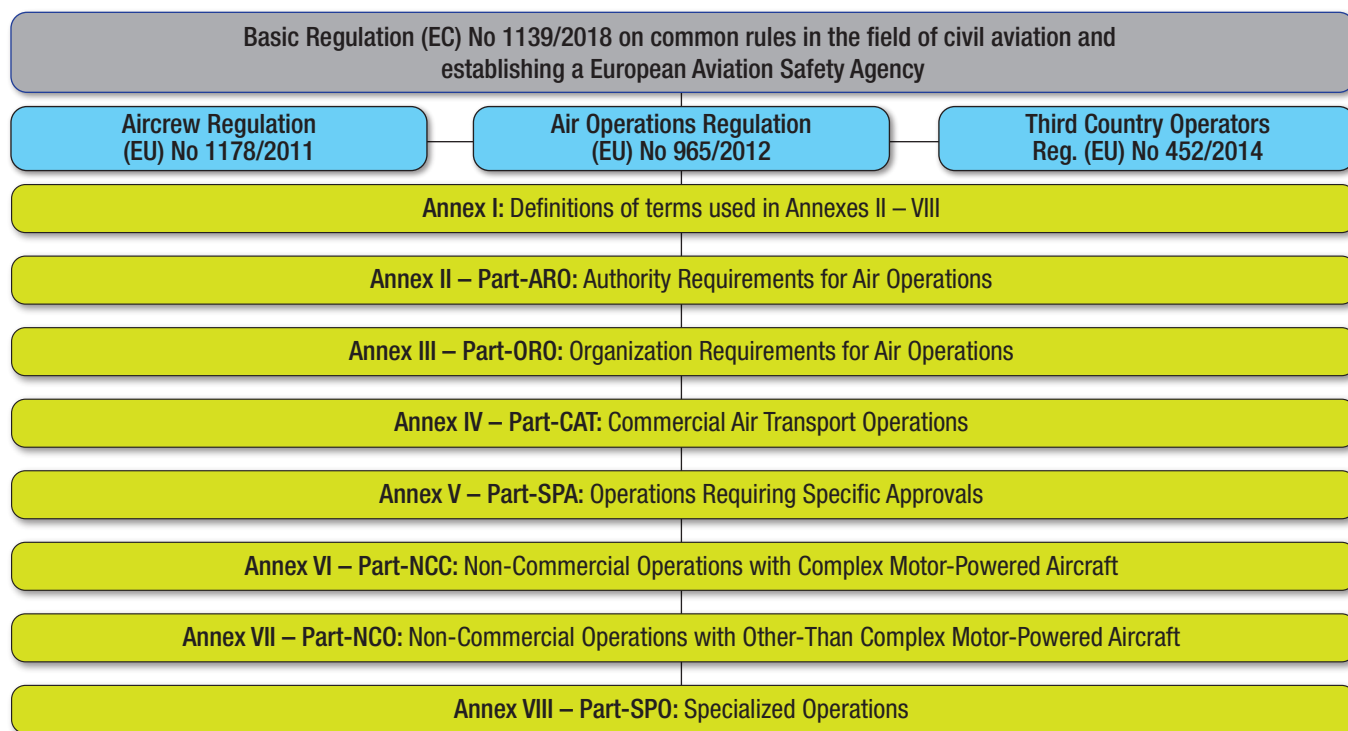 Basic Regulation (EC) No 1139/2018 on common rules in the field of civil aviation and
establishing a European Aviation Safety Agency
Aircrew Regulation
(EU) No 1178/2011
Air Operations Regulation
(EU) No 965/2012
Third Country Operators
Reg. (EU) No 452/2014
Annex I: Definitions of terms used in Annexes II – VIII
Annex II – Part-ARO: Authority Requirements for Air Operations
Annex III – Part-ORO: Organization Requirements for Air Operations
Annex IV – Part-CAT: Commercial Air Transport Operations
Annex V – Part-SPA: Operations Requiring Specific Approvals
Annex VI – Part-NCC: Non-Commercial Operations with Complex Motor-Powered Aircraft
Annex VII – Part-NCO: Non-Commercial Operations with Other-Than Complex Motor-Powered Aircraft
Annex VIII – Part-SPO: Specialized Operations